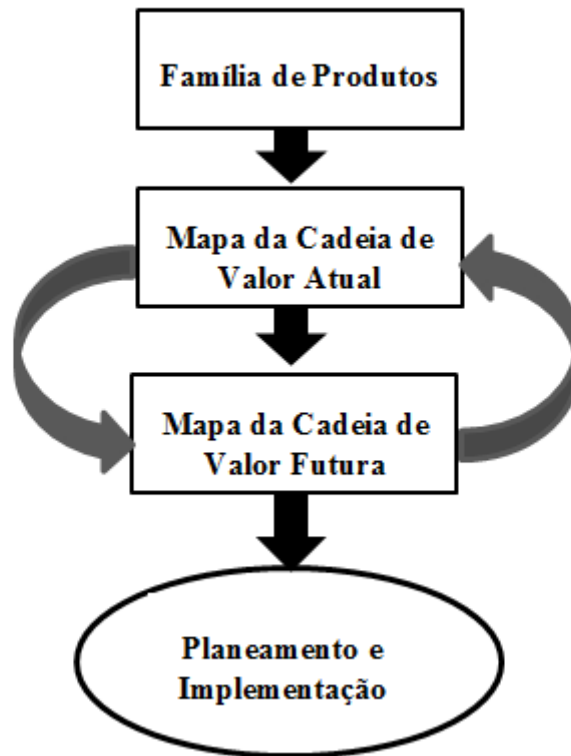 Família de Produtos
Mapa da Cadeia de
Valor Atual
Mapa da Cadeia de
Valor Futura
Planeamento e
Implementação